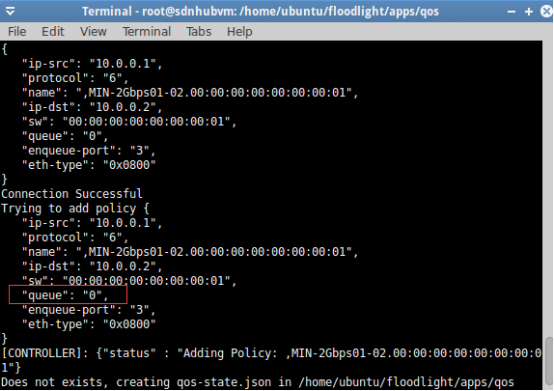 Terminal - root@sdnhubvm: /home/ubuntu/floodlight/apps/qos
File Edit View Terminal Tabs Help
{
"ip-src": "10.0.0.1",
"protocol": "6",
"name": ",MIN-2Gbps01-02.00:00:00:00:00:00:00:01",
"ip-dst": "10.0.0.2",
"sw": "00:00:00:00:00:00:00:01",
"queue": "0",
"enqueue-port": "3",
"eth-type": "0x0800"
}
Connection Successful
Trying to add policy {
"ip-src": "10.0.0.1",
"protocol": "6",
"name": ",MIN-2Gbps01-02.00:00:00:00:00:00:00:01",
"ip-dst": "10.0.0.2",
"sw": "00:00:00:00:00:00:00:01",
"queue": "0",
"enqueue-port": "3",
"eth-type": "0x0800"
}
[CONTROLLER]: {"status" : "Adding Policy: ,MIN-2Gbps01-02.00:00:00:00:00:00:00:0
1"}
Does not exists, creating qos-state.json in /home/ubuntu/floodlight/apps/qos